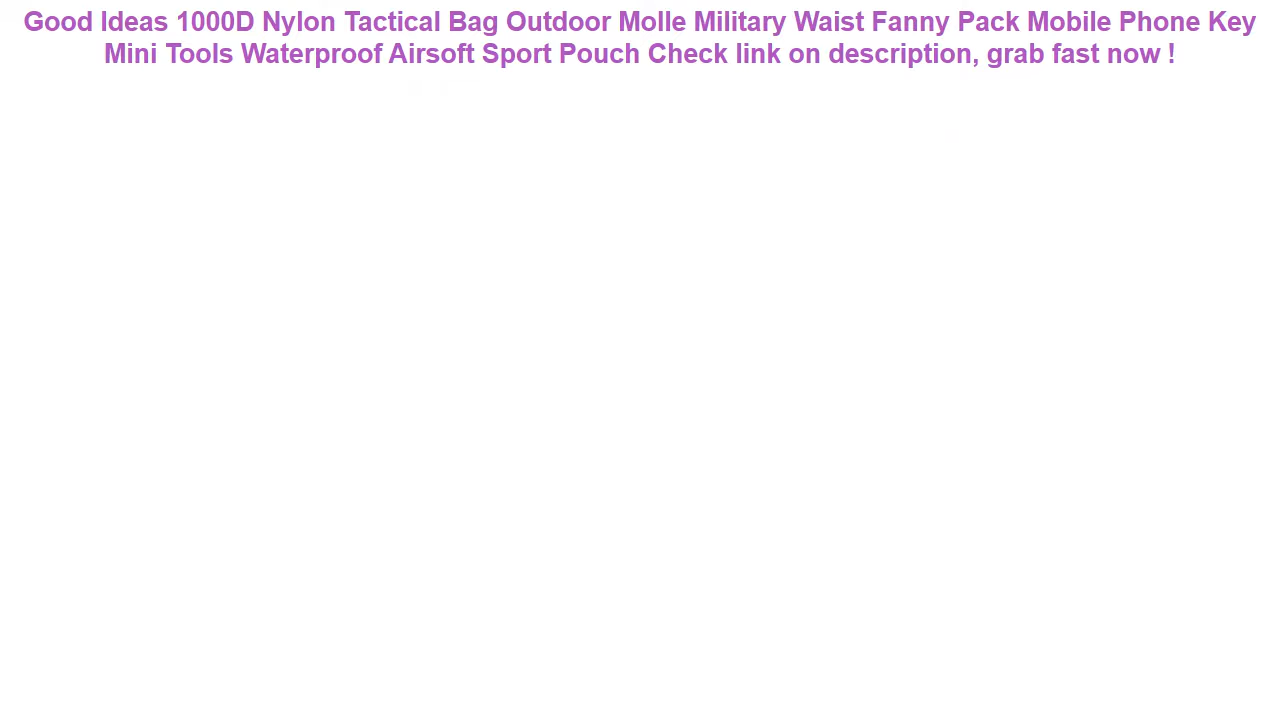 Good Ideas 1000D Nylon Tactical Bag Outdoor Molle Military Waist Fanny Pack Mobile Phone Key
Mini Tools Waterproof Airsoft Sport Pouch Check link on description, grab fast now !